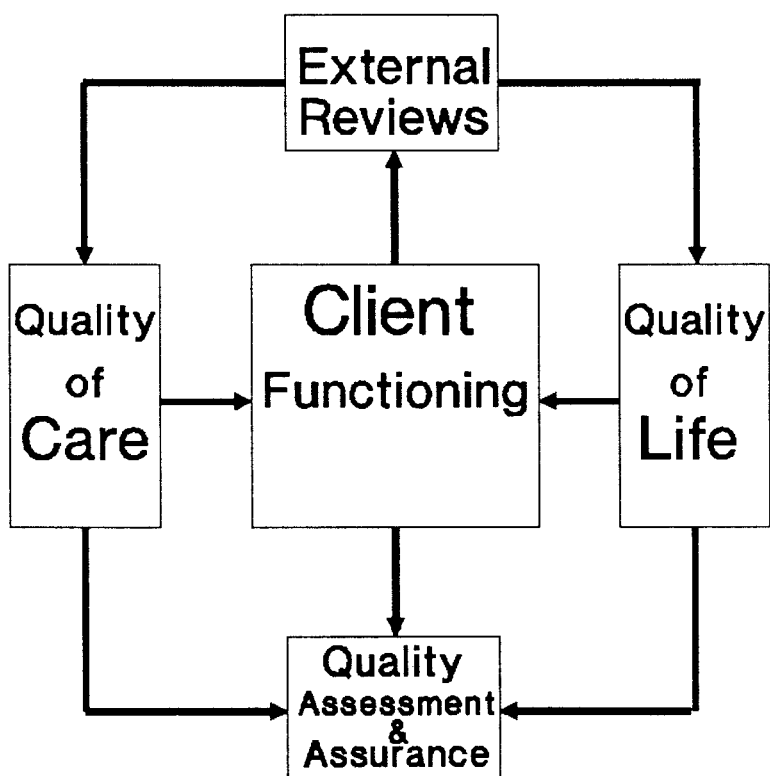 External
Reviews
Quality
of
Care
Client
Functioning
Quality
of
Life
Quality
Assessment
&
Assurance